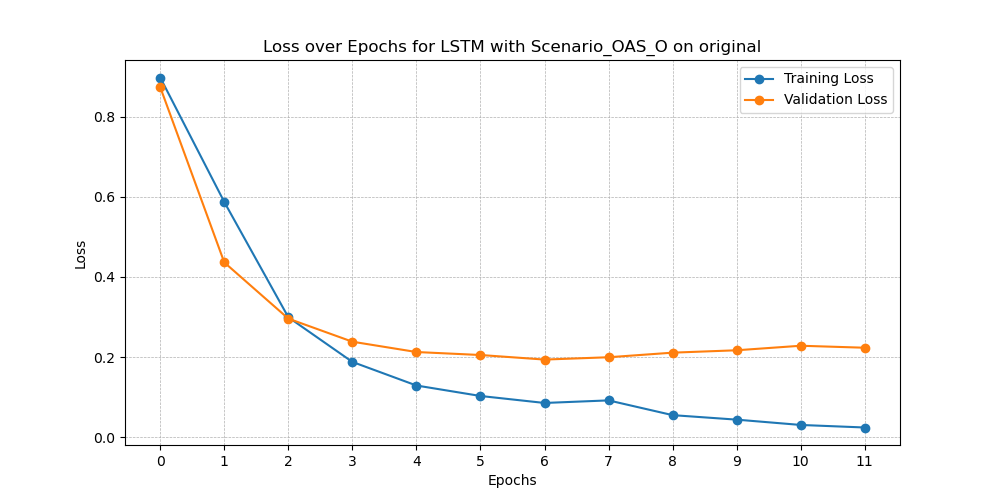 Loss over Epochs for LSTM with Scenario_OAS_O on original
Training Loss
Validation Loss
0.8
0.6
0.4
0.2
0.0
Loss
0 1 2 3 4 5 6 7 8 9 10 11
Epochs